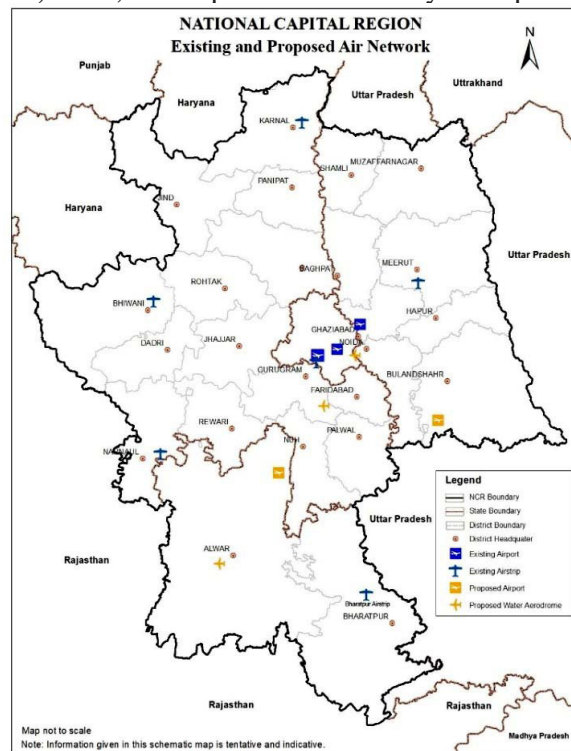 NATIONAL CAPITAL REGION
Existing and Proposed Air Network
N
Punjab
Haryana
Uttar Pradesh
Uttrakhand
KARNAL
MUZAFFARNAGAR
SHAMLI
PANIPAT
JIND
Haryana
Uttar Pradesh
BAGHPAT
MEERUT
ROHTAK
BHIWANI
HAPUR
GHAZIABAD
NOIDA
DADRI
JHAJJAR
GURUGRAM
BULANDSHAHR
FARIDABAD
REWARI
PALWAL
NUH
NARNAUL
Legend
NCR Boundary
State Boundary
District Boundary
District Headquater
Existing Airport
Existing Airstrip
Proposed Airport
Proposed Water Aerodrome
Uttar Pradesh
Rajasthan
ALWAR
Bharatpur Airstrip
BHARATPUR
Rajasthan
Rajasthan
Madhya Pradesh
Map not to scale
Note: Information given in this schematic map is tentative and indicative.